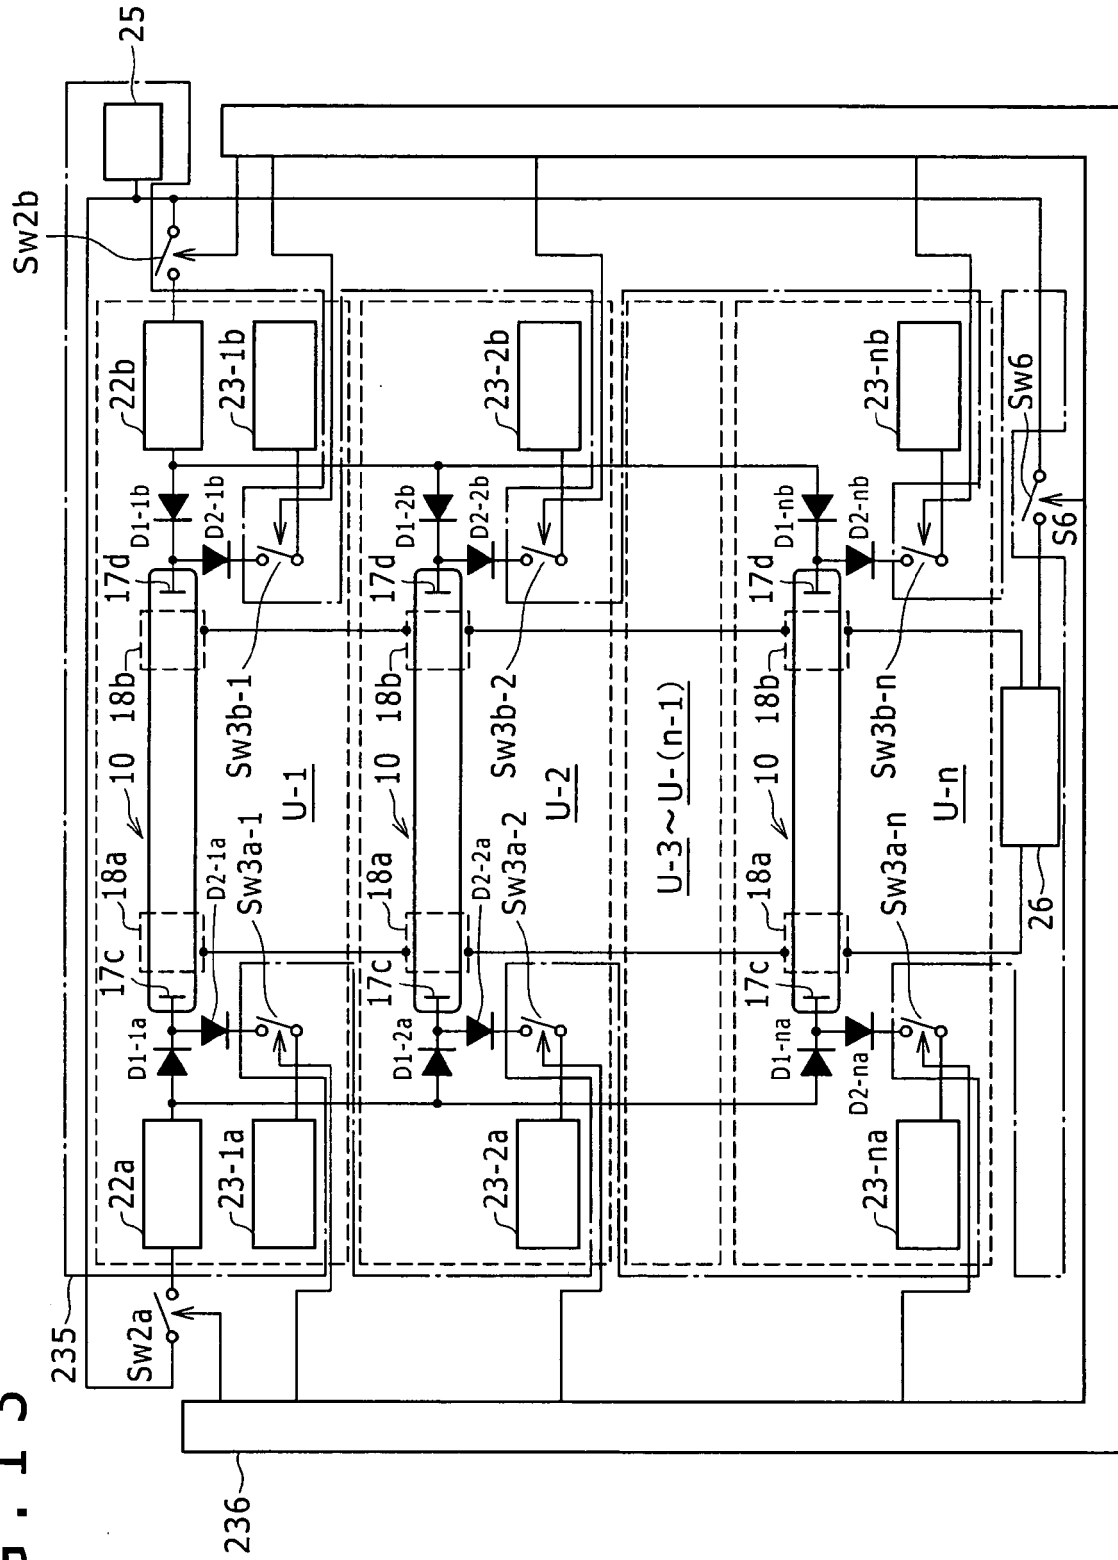 235
Sw2a
22a
23-1a
D1-1a
17c
18a
D2-1a
Sw3a-1
10
U-1
18b
17d
Sw3b-1
D1-1b
D2-1b
22b
23-1b
Sw2b
25
23-2a
D1-2a
17c
18a
D2-2a
Sw3a-2
10
U-2
18b
17d
Sw3b-2
D1-2b
D2-2b
23-2b
U-3~U-(n-1)
23-na
D1-na
D2-na
17c
18a
Sw3a-n
10
U-n
18b
17d
Sw3b-n
D1-nb
D2-nb
23-nb
26
S6
Sw6
236